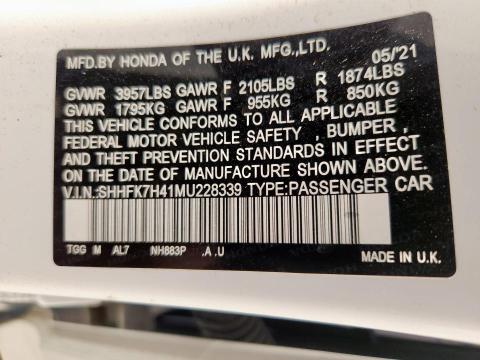 MFD.BY HONDA OF THE U.K. MFG.,LTD. 05/'21
GVWR 3957LBS GAWR F 2105LBS R 1874LBS
GVWR 1795KG GAWR F 955KG R 850KG
THIS VEHICLE CONFORMS TO ALL APPLICABLE
FEDERAL MOTOR VEHICLE SAFETY , BUMPER ,
AND THEFT PREVENTION STANDARDS IN EFFECT
ON THE DATE OF MANUFACTURE SHOWN ABOVE.
V.I.N.:SHHFK7H41MU228339 TYPE:PASSENGER CAR
TGG M AL7 NH883P .A .U MADE IN U.K.